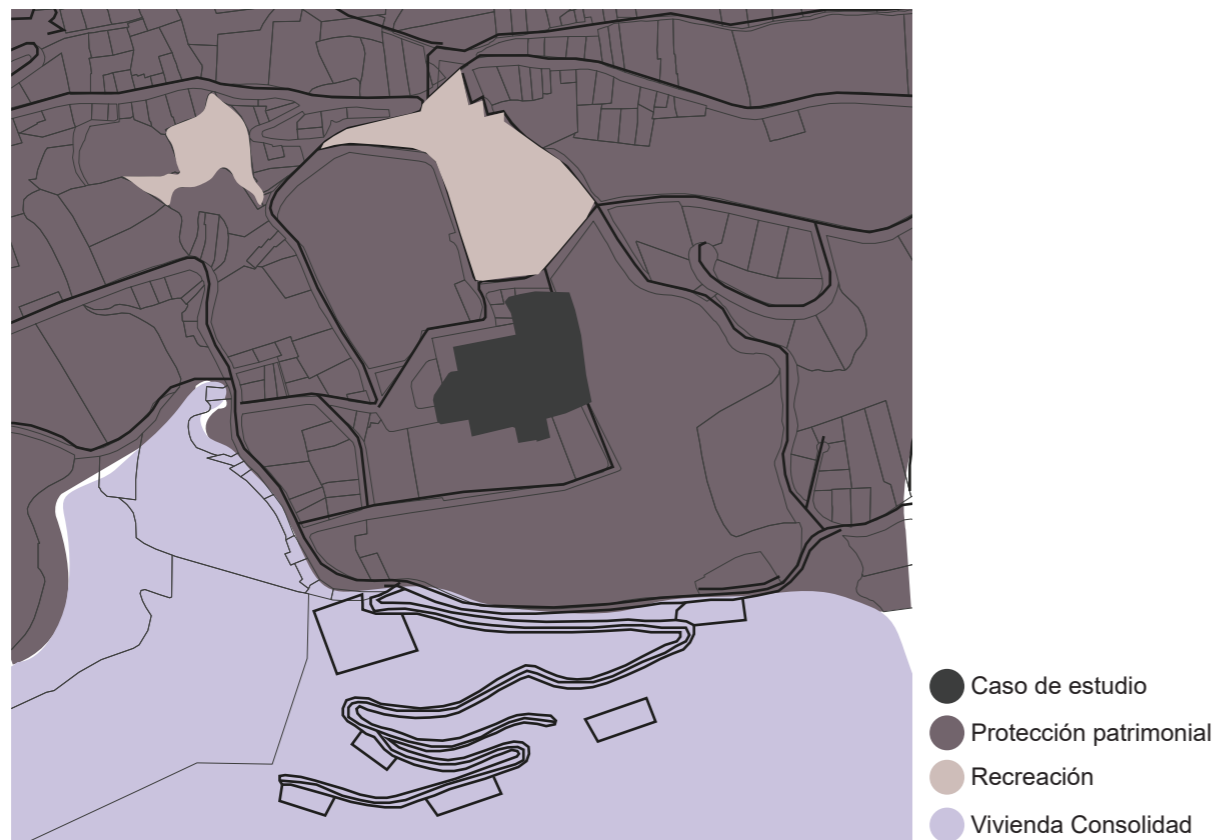 Caso de estudio
Protección patrimonial
Recreación
Vivienda Consolidad